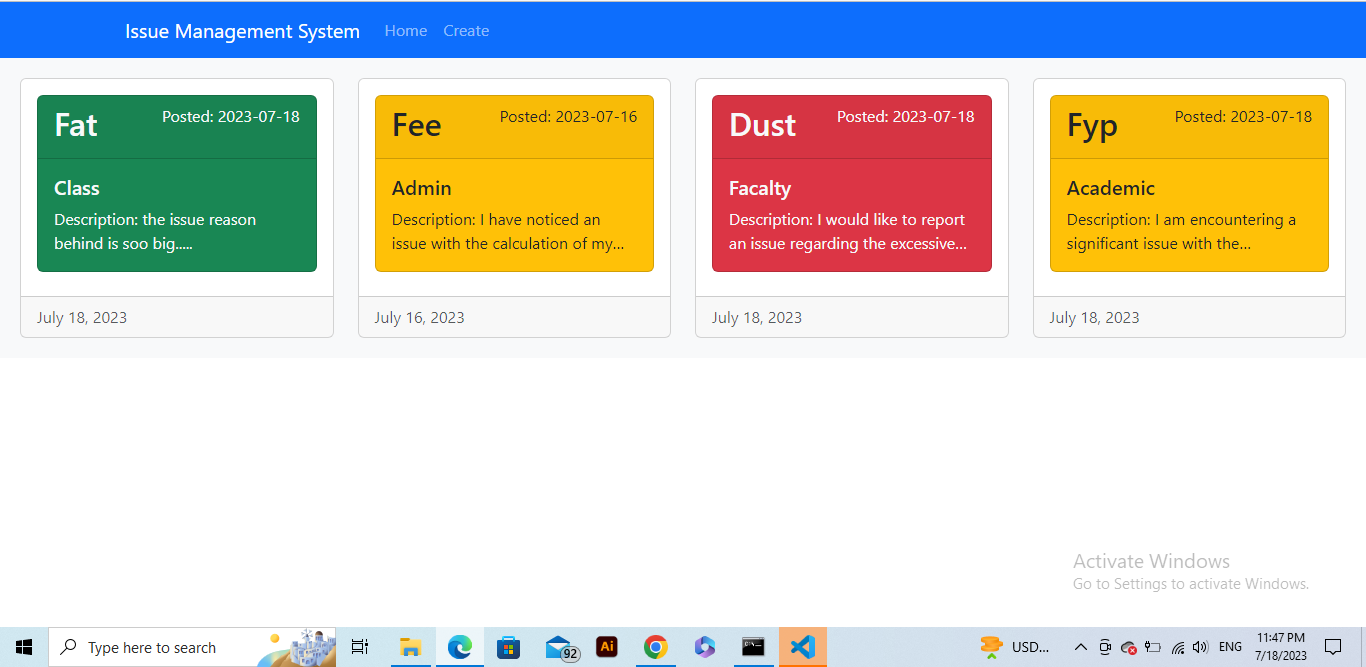 Issue Management System Home Create
Fat Posted: 2023-07-18
Class
Description: the issue reason
behind is soo big.....
July 18, 2023
Fee Posted: 2023-07-16
Admin
Description: I have noticed an
issue with the calculation of my...
July 16, 2023
Dust Posted: 2023-07-18
Facalty
Description: I would like to report
an issue regarding the excessive...
July 18, 2023
Fyp Posted: 2023-07-18
Academic
Description: I am encountering a
significant issue with the...
July 18, 2023
Activate Windows
Go to Settings to activate Windows.
Type here to search
92
Ai
USD...
ENG
11:47 PM
7/18/2023